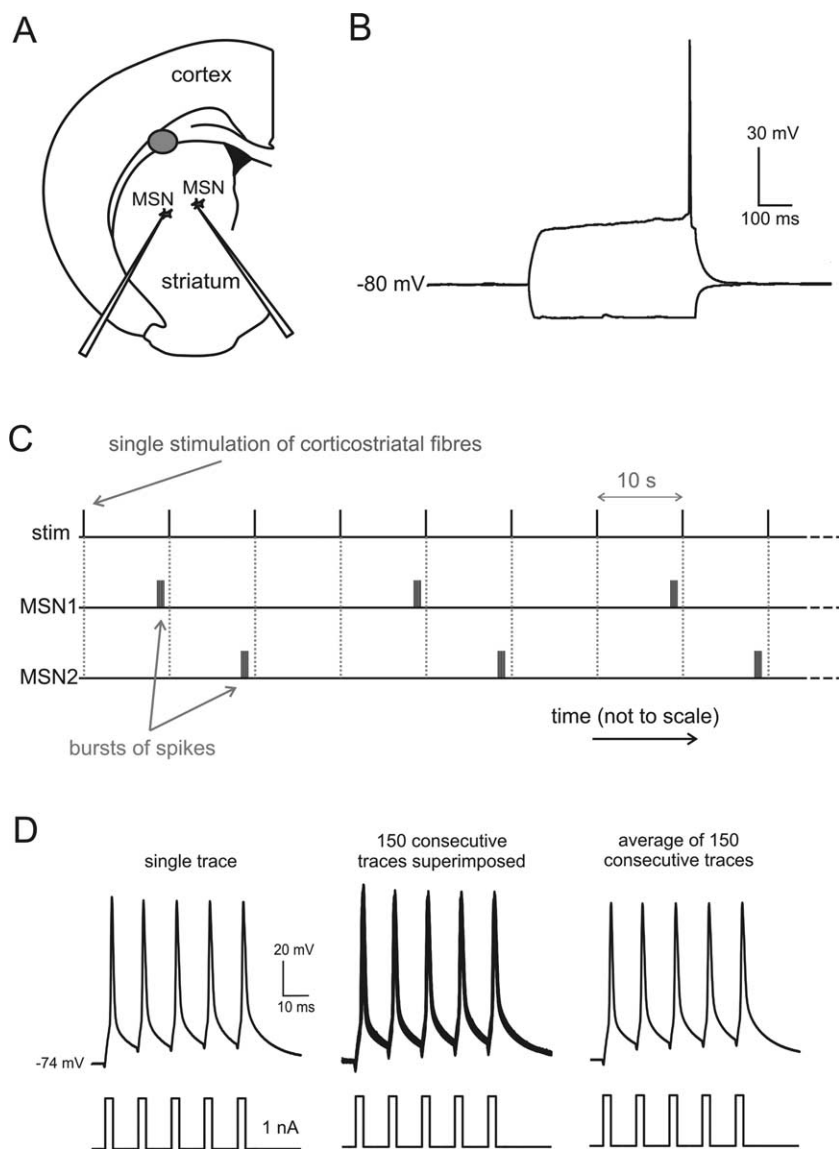 A
cortex
MSN
MSN
striatum
B
30 mV
100 ms
-80 mV
C
single stimulation of corticostriatal fibres
10 s
stim
MSN1
MSN2
bursts of spikes
time (not to scale)
D
single trace
150 consecutive
traces superimposed
average of 150
consecutive traces
20 mV
10 ms
-74 mV
1 nA